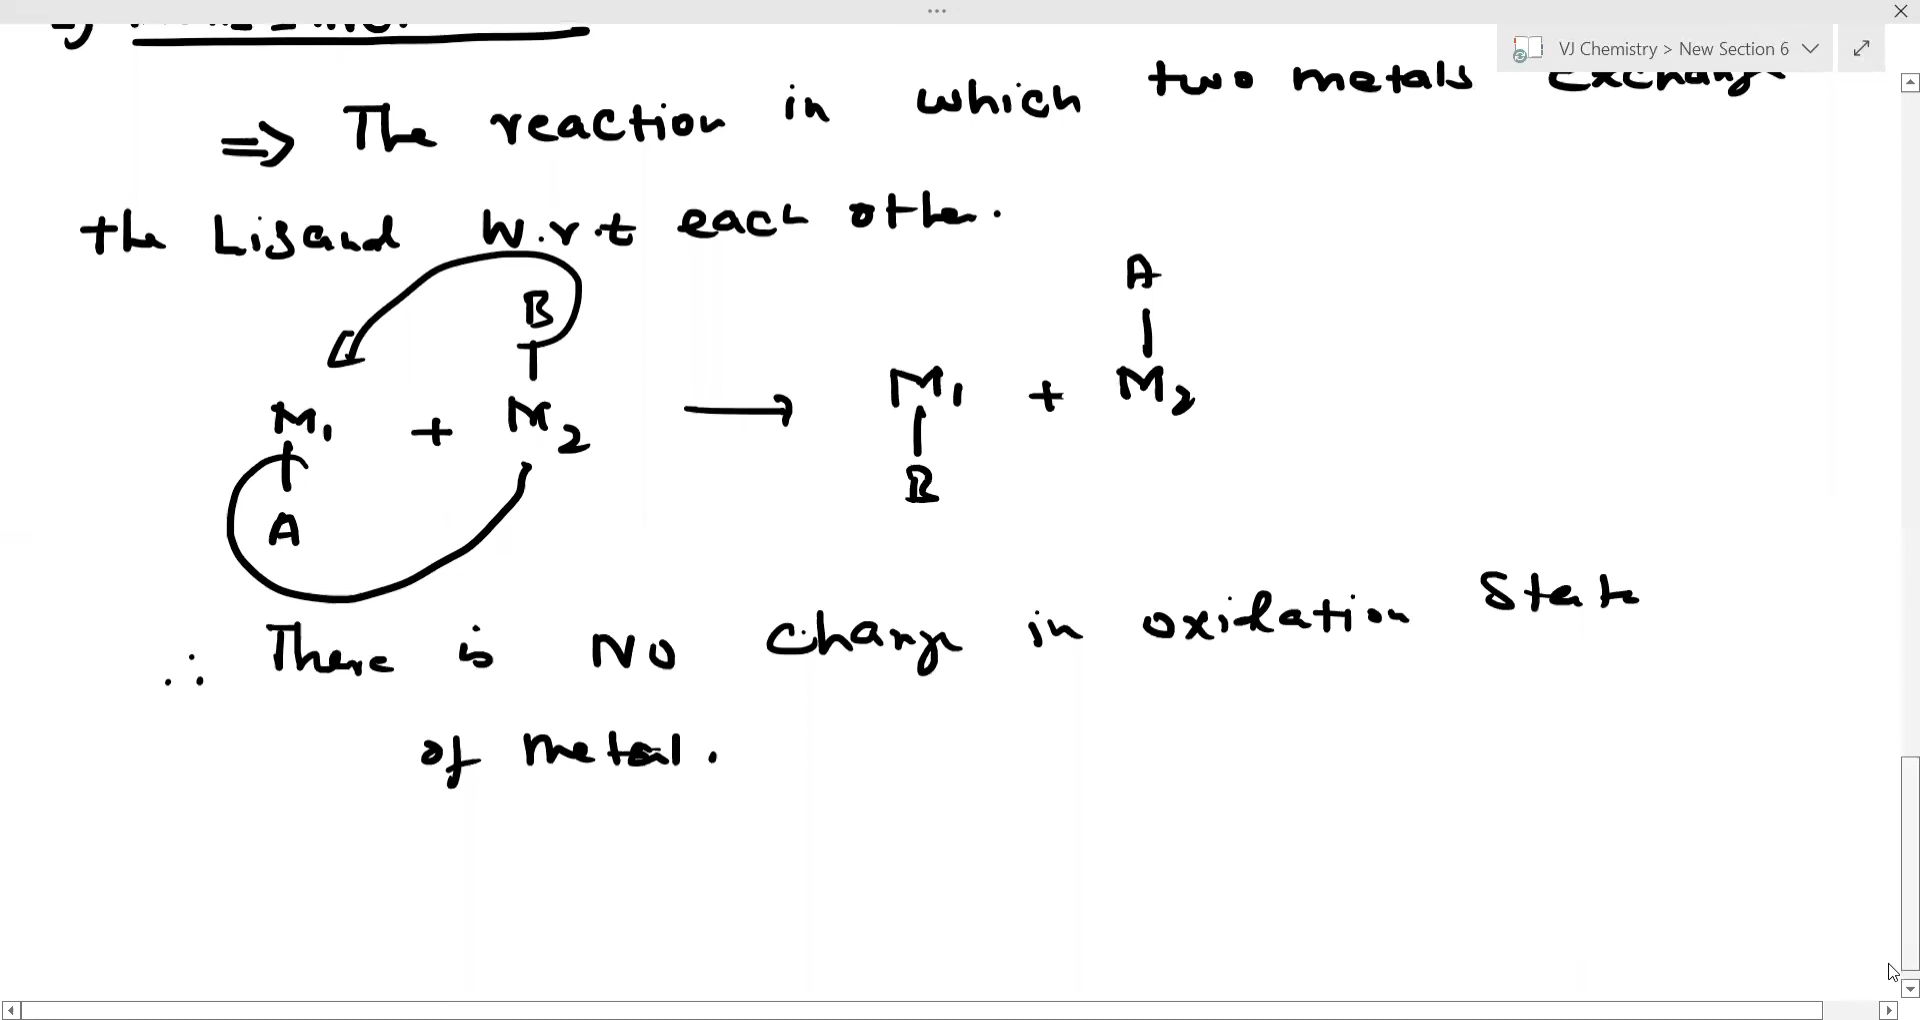 VJ Chemistry > New Section 6
=> The reaction in which two metals exchange
the Ligand w.r.t each other.
A
B
M1 + M2 → M1 + M2
A
B
∴ There is NO change in oxidation State
of metal.